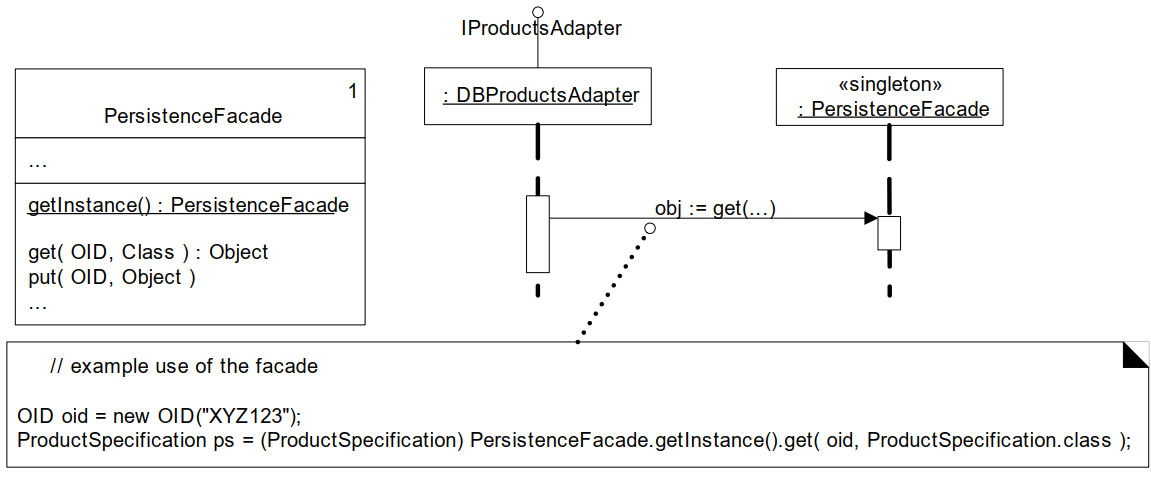 IProductsAdapter
1
PersistenceFacade
...
getInstance() : PersistenceFacade
get( OID, Class ) : Object
put( OID, Object )
...
: DBProductsAdapter
«singleton»
: PersistenceFacade
obj := get(...)
// example use of the facade
OID oid = new OID("XYZ123");
ProductSpecification ps = (ProductSpecification) PersistenceFacade.getInstance().get( oid, ProductSpecification.class );